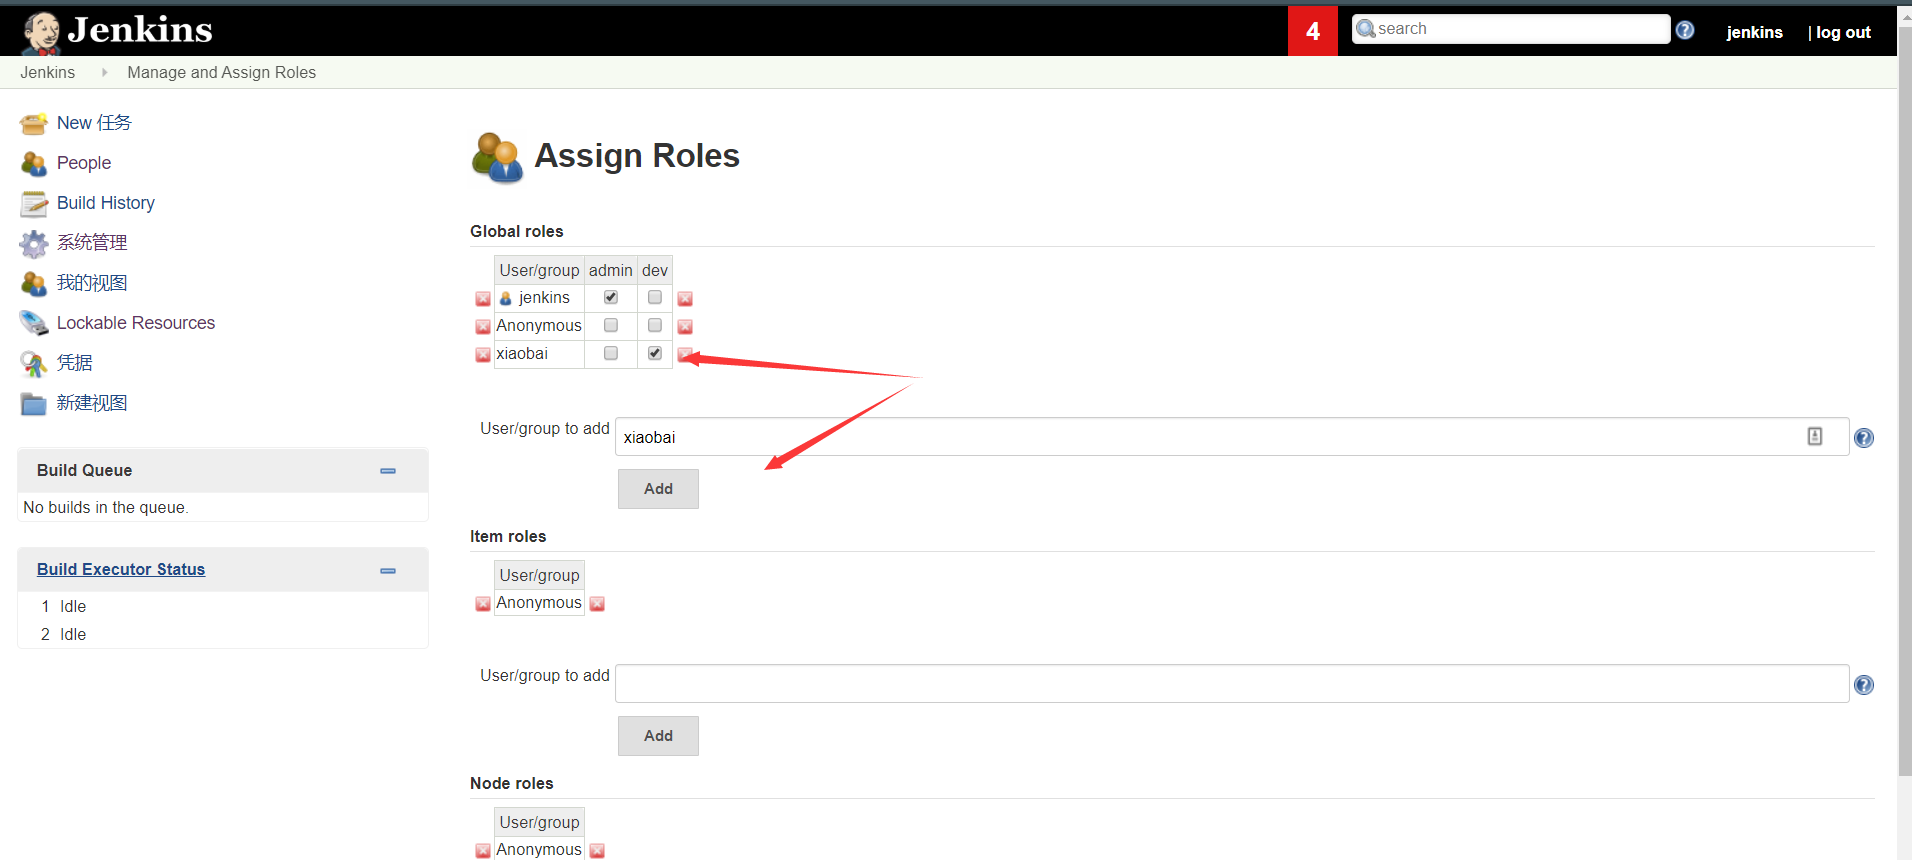 Jenkins
4
search
jenkins
| log out
Jenkins
Manage and Assign Roles
New 任务
People
Build History
系统管理
我的视图
Lockable Resources
凭据
新建视图
Build Queue
No builds in the queue.
Build Executor Status
1 Idle
2 Idle
Assign Roles
Global roles
User/group admin dev
jenkins
Anonymous
xiaobai
User/group to add xiaobai
Add
Item roles
User/group
Anonymous
User/group to add
Add
Node roles
User/group
Anonymous